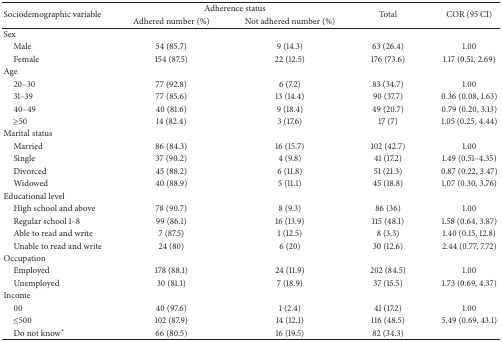 Sociodemographic variable Adherence status Total COR (95 CI)
Adhered number (%) Not adhered number (%)
Sex
Male 54 (85.7) 9 (14.3) 63 (26.4) 1.00
Female 154 (87.5) 22 (12.5) 176 (73.6) 1.17 (0.51, 2.69)
Age
20–30 77 (92.8) 6 (7.2) 83 (34.7) 1.00
31–39 77 (85.6) 13 (14.4) 90 (37.7) 0.36 (0.08, 1.63)
40–49 40 (81.6) 9 (18.4) 49 (20.7) 0.79 (0.20, 3.13)
≥50 14 (82.4) 3 (17.6) 17 (7) 1.05 (0.25, 4.44)
Marital status
Married 86 (84.3) 16 (15.7) 102 (42.7) 1.00
Single 37 (90.2) 4 (9.8) 41 (17.2) 1.49 (0.51–4.35)
Divorced 45 (88.2) 6 (11.8) 51 (21.3) 0.87 (0.22, 3.47)
Widowed 40 (88.9) 5 (11.1) 45 (18.8) 1.07 (0.30, 3.76)
Educational level
High school and above 78 (90.7) 8 (9.3) 86 (36) 1.00
Regular school 1–8 99 (86.1) 16 (13.9) 115 (48.1) 1.58 (0.64, 3.87)
Able to read and write 7 (87.5) 1 (12.5) 8 (3.3) 1.40 (0.15, 12.8)
Unable to read and write 24 (80) 6 (20) 30 (12.6) 2.44 (0.77, 7.72)
Occupation
Employed 178 (88.1) 24 (11.9) 202 (84.5) 1.00
Unemployed 30 (81.1) 7 (18.9) 37 (15.5) 1.73 (0.69, 4.37)
Income
00 40 (97.6) 1 (2.4) 41 (17.2) 1.00
≤500 102 (87.9) 14 (12.1) 116 (48.5) 5.49 (0.69, 43.1)
Do not know* 66 (80.5) 16 (19.5) 82 (34.3)